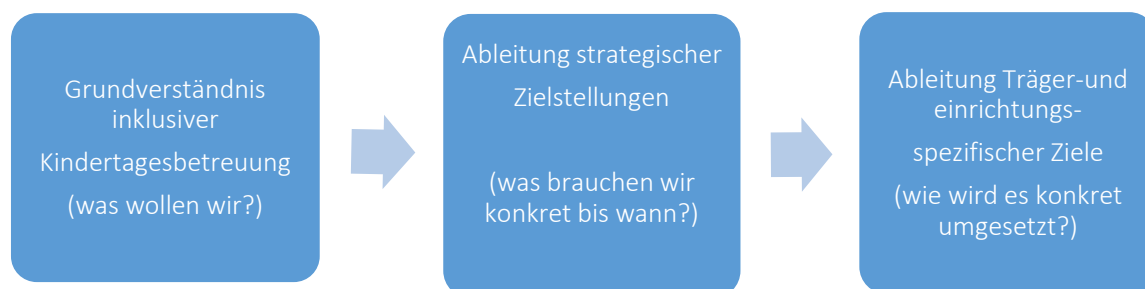 Grundverständnis
inklusiver
Kindertagesbetreuung
(was wollen wir?)
Ableitung strategischer
Zielstellungen
(was brauchen wir
konkret bis wann?)
Ableitung Träger-und
einrichtungs-
spezifischer Ziele
(wie wird es konkret
umgesetzt?)